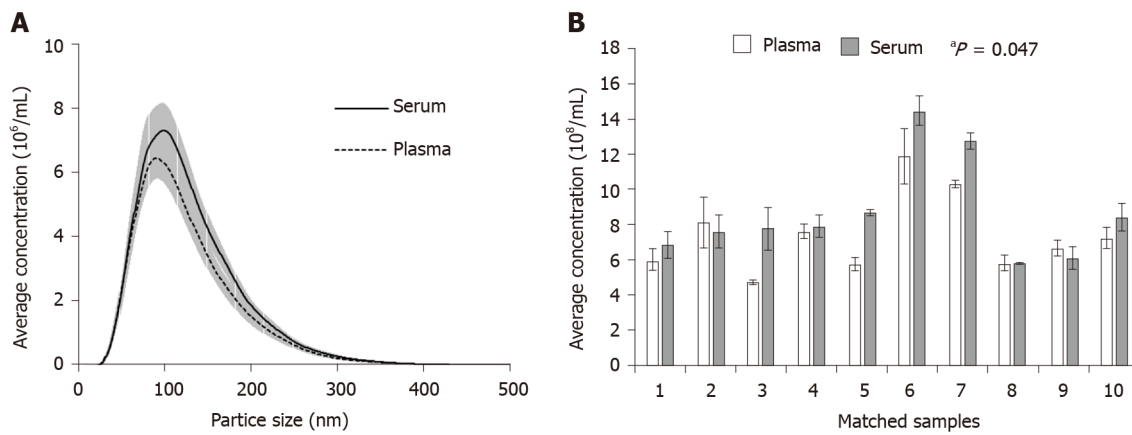 A
Average concentration (10⁶/mL)
10
8
6
4
2
0
Serum
Plasma
0
100
200
300
400
500
Partice size (nm)
B
Plasma
Serum
ᵃP = 0.047
Average concentration (10⁸/mL)
18
16
14
12
10
8
6
4
2
0
1
2
3
4
5
6
7
8
9
10
Matched samples